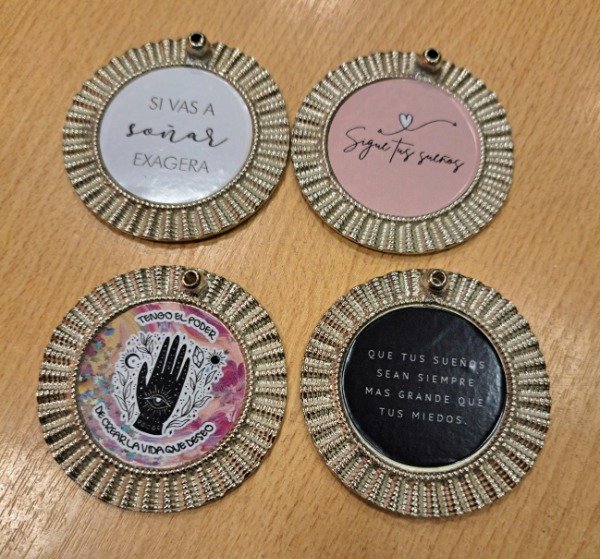 SI VAS A
soñar
EXAGERA
Sigue tus sueños
TENGO EL PODER
DE CREAR LA VIDA QUE DESEO
QUE TUS SUEÑOS
SEAN SIEMPRE
MAS GRANDE QUE
TUS MIEDOS.